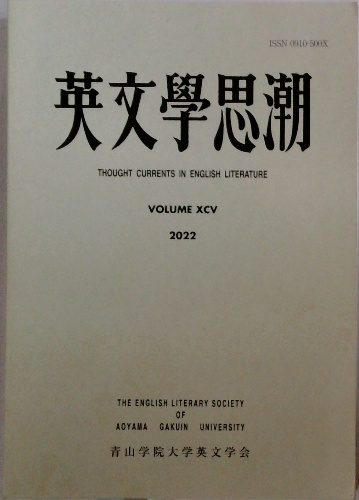 ISSN 0910-500X
英文學思潮
THOUGHT CURRENTS IN ENGLISH LITERATURE
VOLUME XCV
2022
THE ENGLISH LITERARY SOCIETY
OF
AOYAMA GAKUIN UNIVERSITY
青山学院大学英文学会